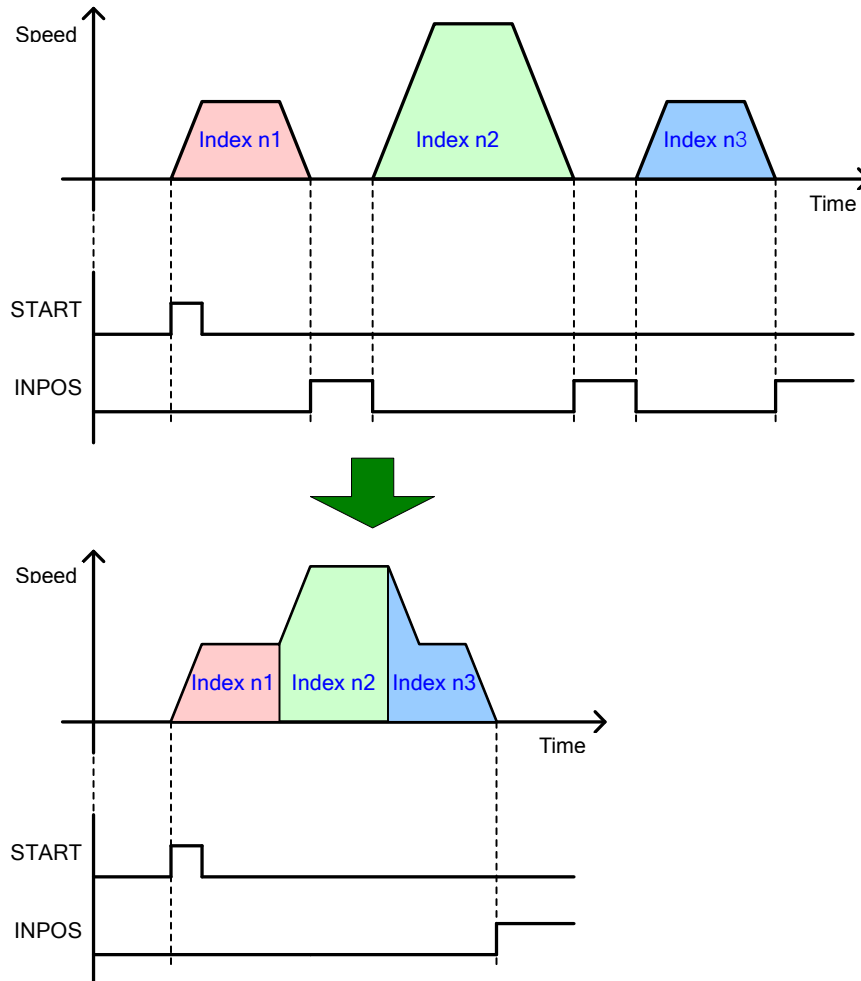 Speed
Index n1
Index n2
Index n3
Time
START
INPOS
Speed
Index n1
Index n2
Index n3
Time
START
INPOS